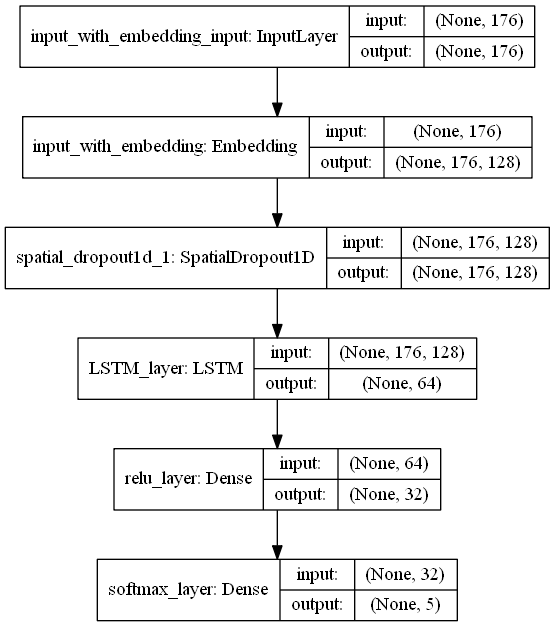 input_with_embedding_input: InputLayer
input: (None, 176)
output: (None, 176)
input_with_embedding: Embedding
input: (None, 176)
output: (None, 176, 128)
spatial_dropout1d_1: SpatialDropout1D
input: (None, 176, 128)
output: (None, 176, 128)
LSTM_layer: LSTM
input: (None, 176, 128)
output: (None, 64)
relu_layer: Dense
input: (None, 64)
output: (None, 32)
softmax_layer: Dense
input: (None, 32)
output: (None, 5)